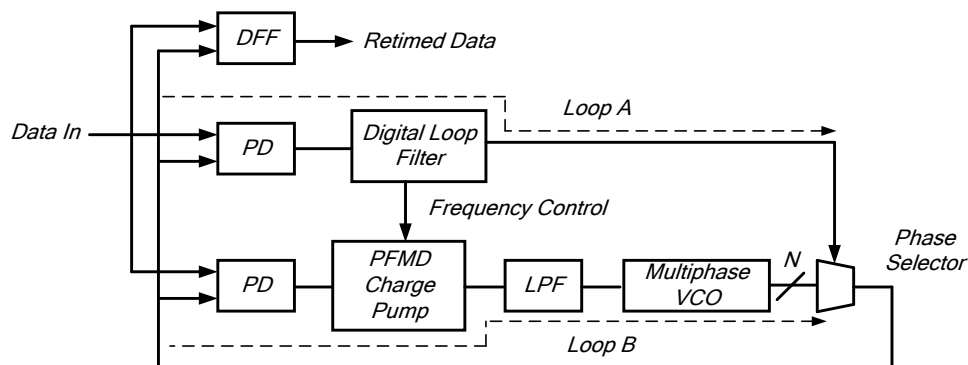 DFF
Retimed Data
Loop A
Data In
PD
Digital Loop
Filter
Frequency Control
Phase
Selector
PD
PFMD
Charge
Pump
LPF
Multiphase
VCO
N
Loop B